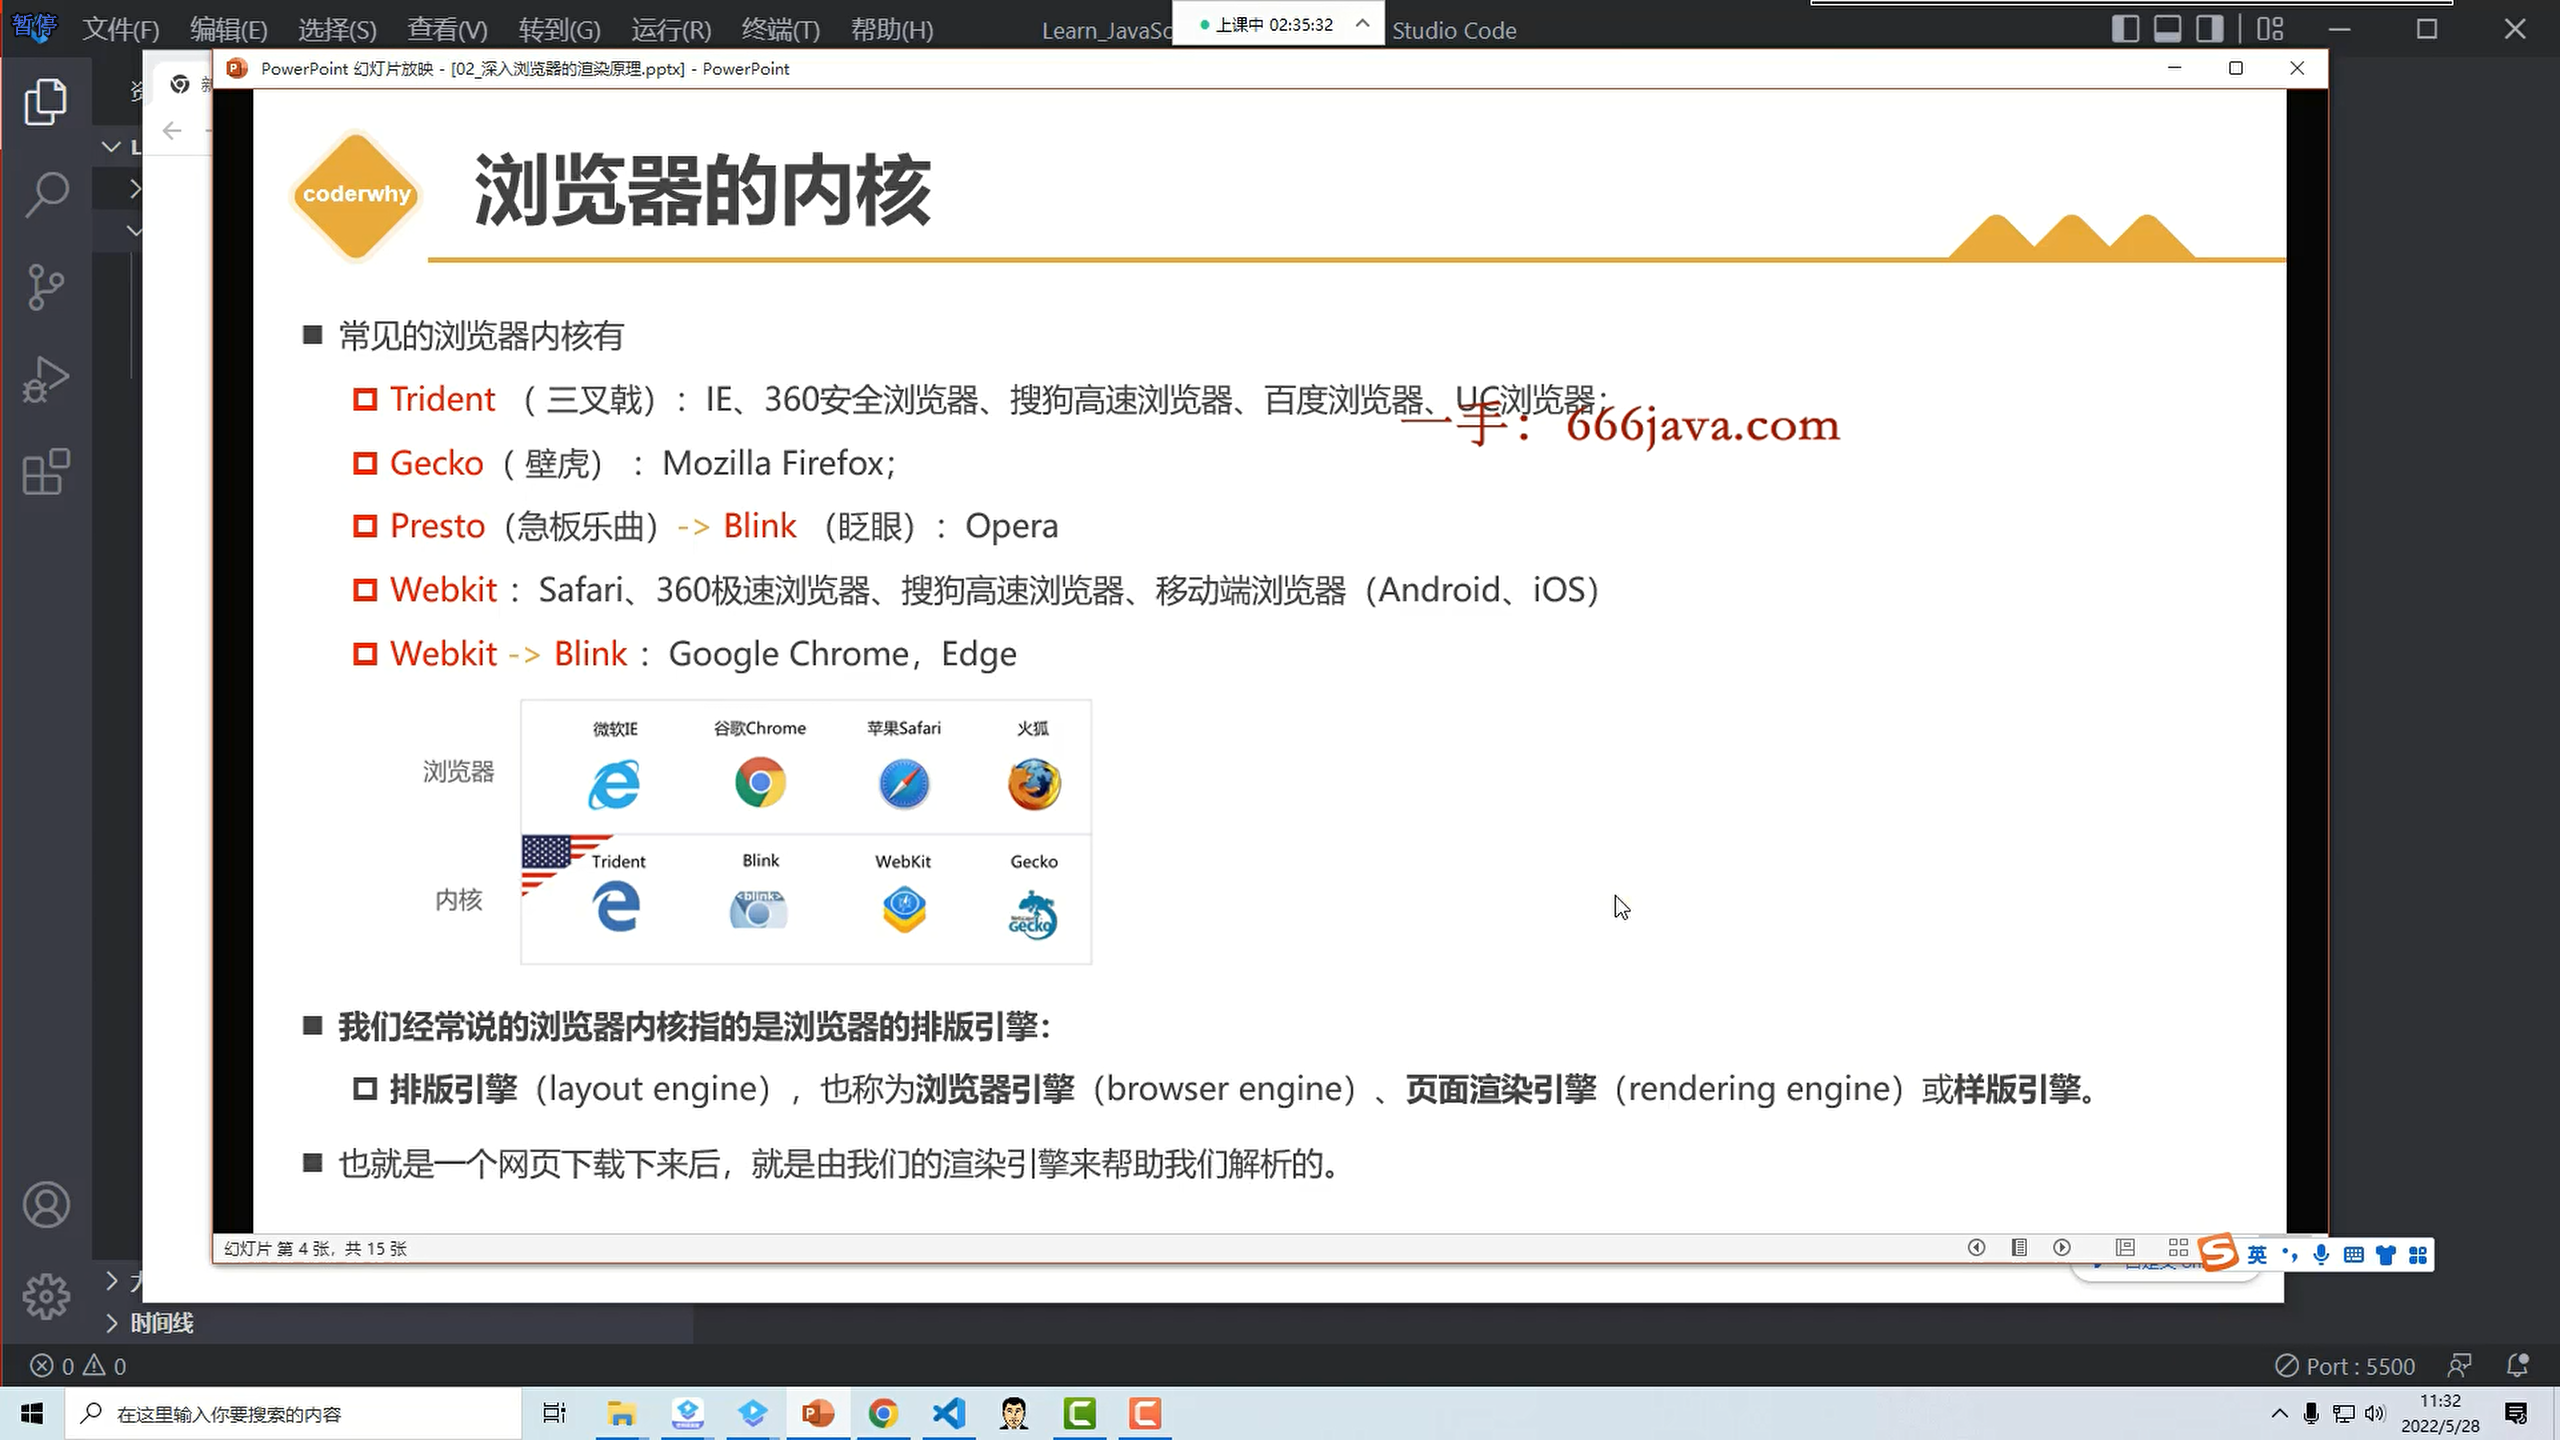 暂停
文件(F) 编辑(E) 选择(S) 查看(V) 转到(G) 运行(R) 终端(T) 帮助(H) Learn_JavaSc Studio Code
上课中 02:35:32
PowerPoint 幻灯片放映 - [02_深入浏览器的渲染原理.pptx] - PowerPoint
coderwhy
浏览器的内核
常见的浏览器内核有
Trident （ 三叉戟）：IE、360安全浏览器、搜狗高速浏览器、百度浏览器、UC浏览器；
一手：666java.com
Gecko（ 壁虎） ：Mozilla Firefox；
Presto（急板乐曲）-> Blink （眨眼）：Opera
Webkit ：Safari、360极速浏览器、搜狗高速浏览器、移动端浏览器（Android、iOS）
Webkit -> Blink ：Google Chrome，Edge
微软IE 谷歌Chrome 苹果Safari 火狐
浏览器
Trident Blink WebKit Gecko
<blink>
内核
Gecko
我们经常说的浏览器内核指的是浏览器的排版引擎：
排版引擎（layout engine），也称为浏览器引擎（browser engine）、页面渲染引擎（rendering engine）或样版引擎。
也就是一个网页下载下来后，就是由我们的渲染引擎来帮助我们解析的。
幻灯片 第 4 张，共 15 张
英
时间线
0 0
Port : 5500
在这里输入你要搜索的内容
11:32
2022/5/28